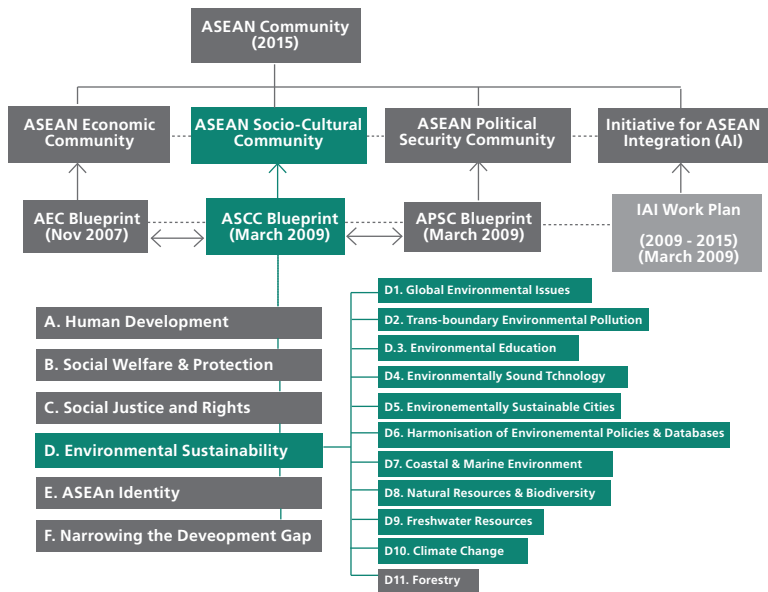 ASEAN Community
(2015)
ASEAN Economic
Community
ASEAN Socio-Cultural
Community
ASEAN Political
Security Community
Initiative for ASEAN
Integration (AI)
AEC Blueprint
(Nov 2007)
ASCC Blueprint
(March 2009)
APSC Blueprint
(March 2009)
IAI Work Plan
(2009 - 2015)
(March 2009)
A. Human Development
B. Social Welfare & Protection
C. Social Justice and Rights
D. Environmental Sustainability
E. ASEAn Identity
F. Narrowing the Deveopment Gap
D1. Global Environmental Issues
D2. Trans-boundary Environmental Pollution
D.3. Environmental Education
D4. Environmentally Sound Tchnology
D5. Environementally Sustainable Cities
D6. Harmonisation of Environemental Policies & Databases
D7. Coastal & Marine Environment
D8. Natural Resources & Biodiversity
D9. Freshwater Resources
D10. Climate Change
D11. Forestry